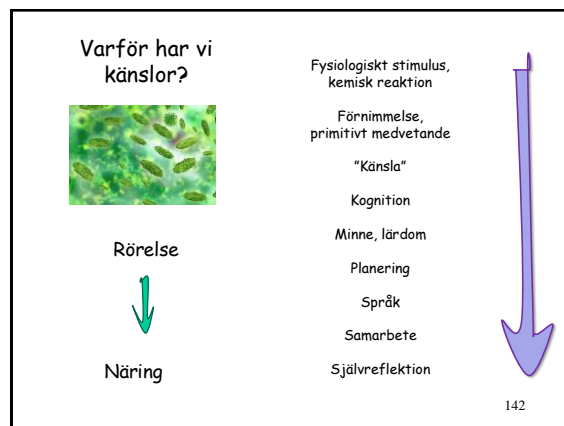 Varför har vi
känslor?
Rörelse
Näring
Fysiologiskt stimulus,
kemisk reaktion
Förnimmelse,
primitivt medvetande
”Känsla”
Kognition
Minne, lärdom
Planering
Språk
Samarbete
Självreflektion
142